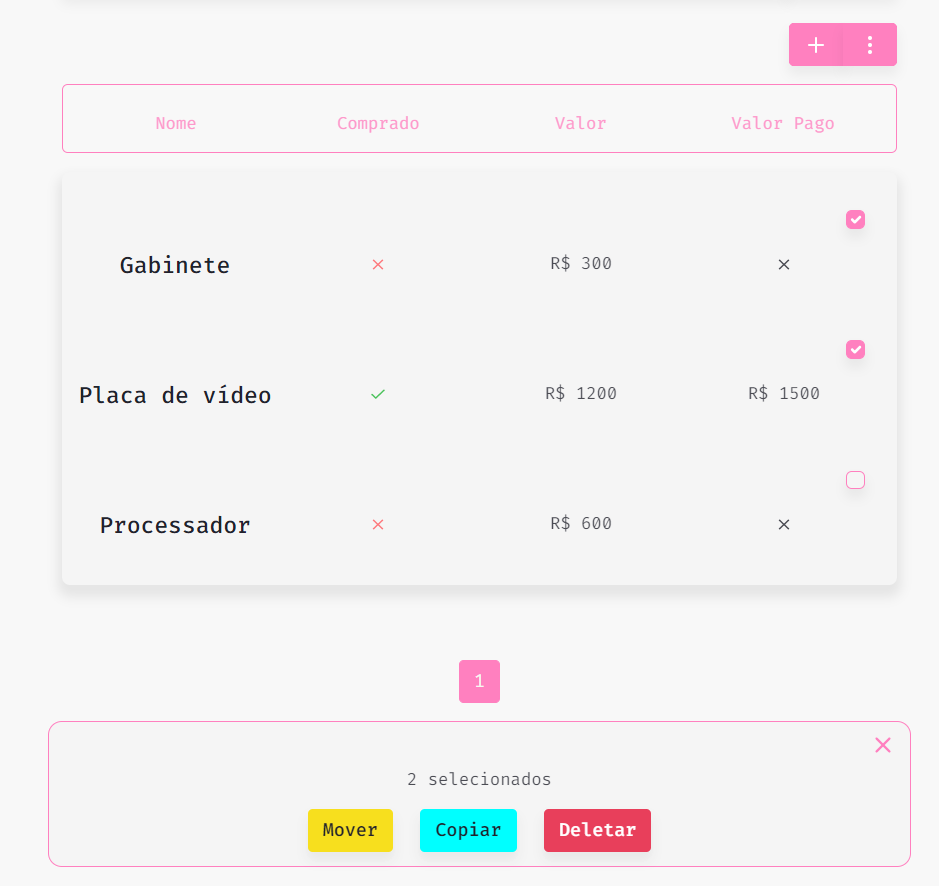 Nome Comprado Valor Valor Pago
Gabinete R$ 300
Placa de vídeo R$ 1200 R$ 1500
Processador R$ 600
1
2 selecionados
Mover Copiar Deletar